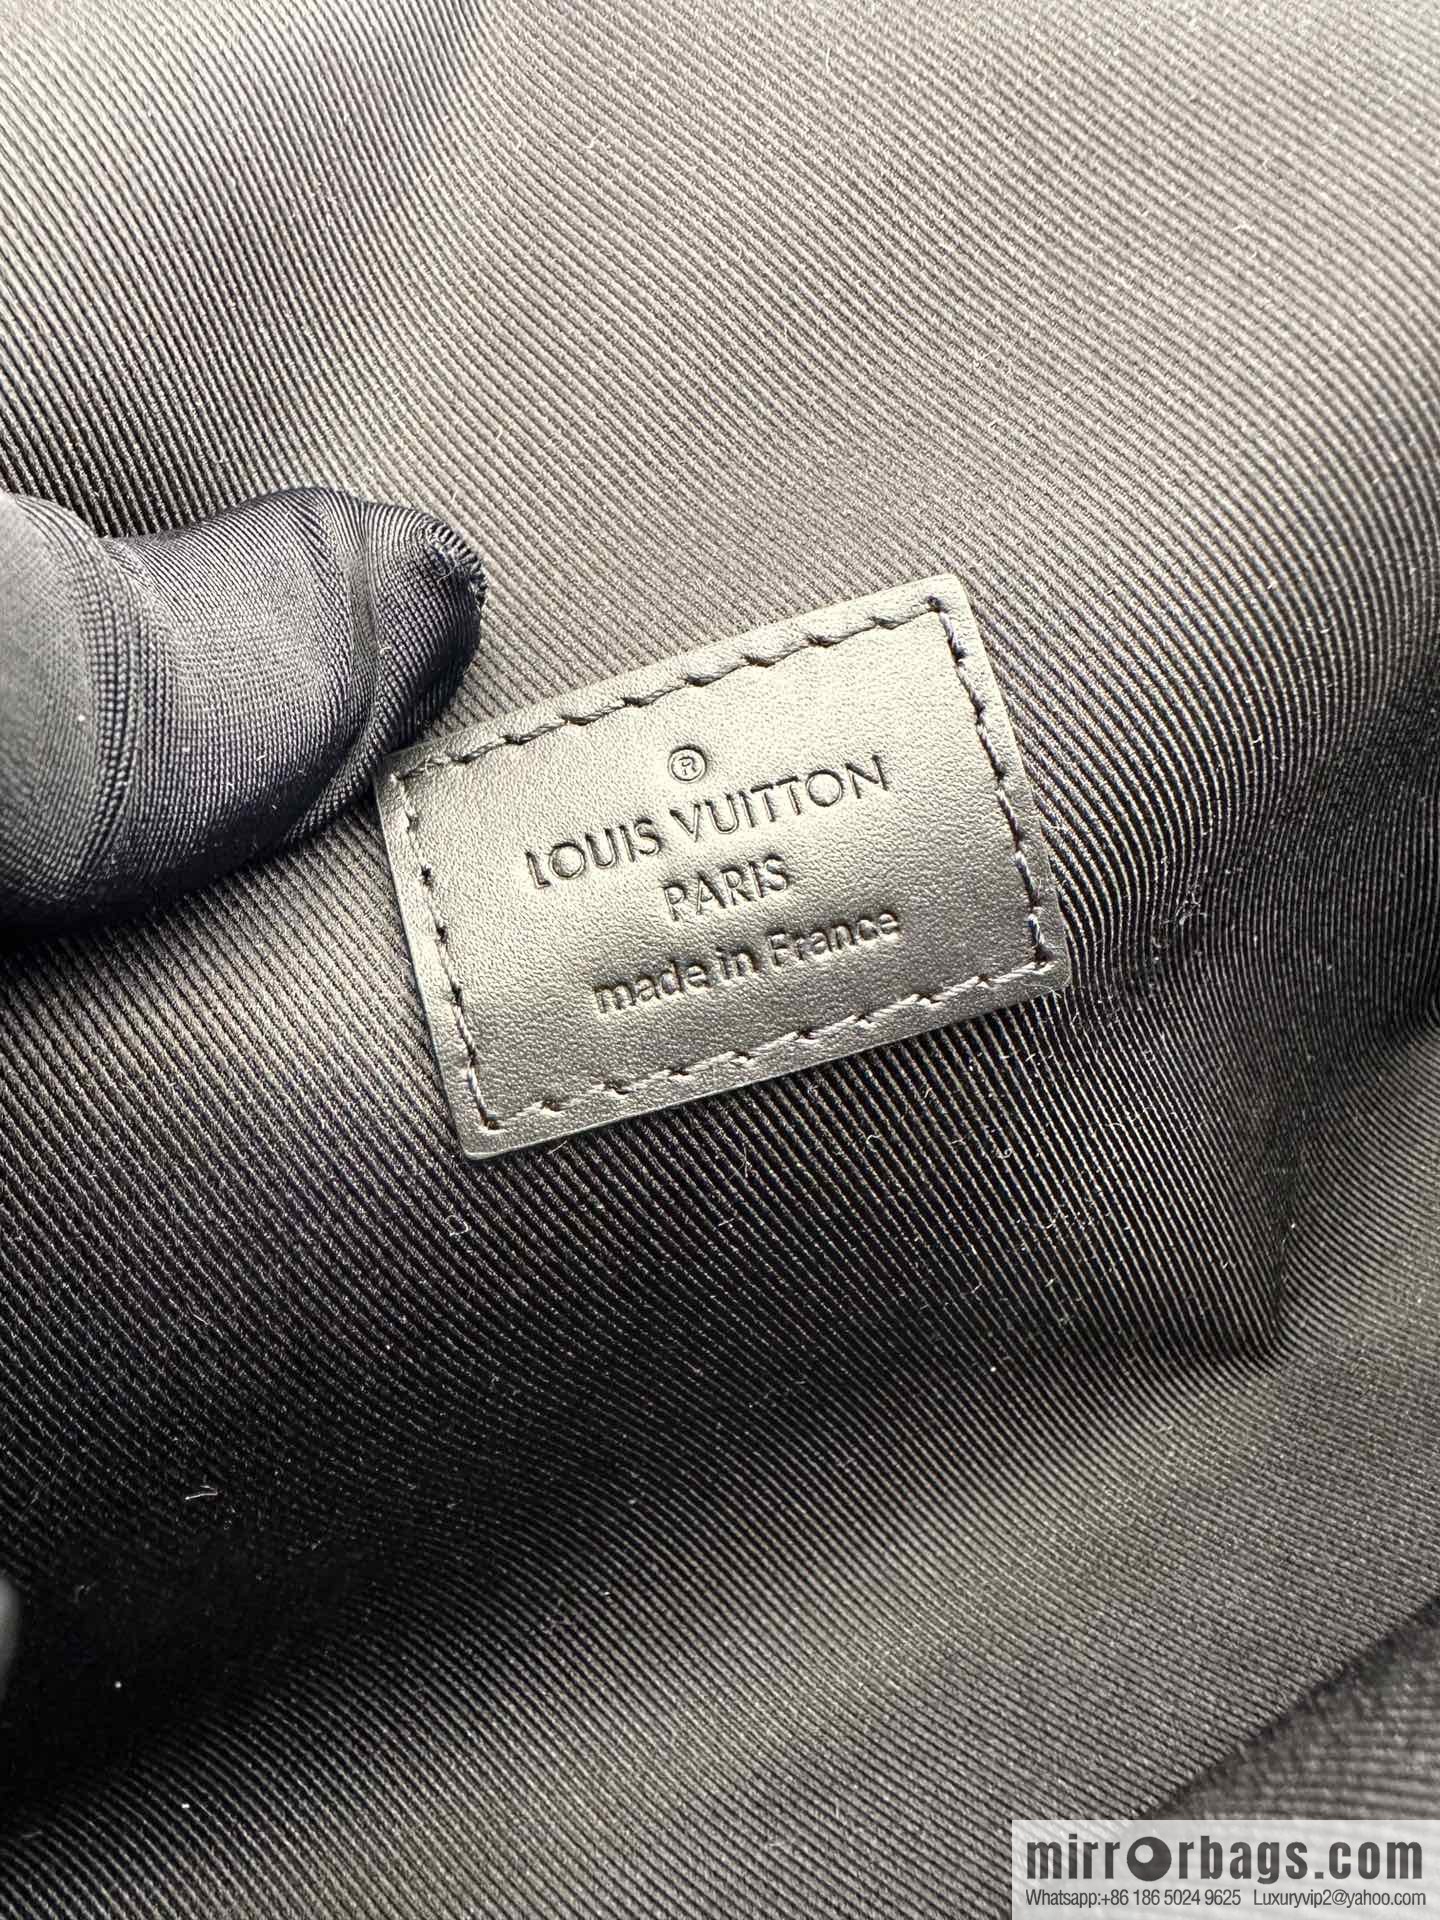 ®
LOUIS VUITTON
PARIS
made in France
mirrorbags.com
Whatsapp:+86 186 5024 9625 Luxuryvip2@yahoo.com